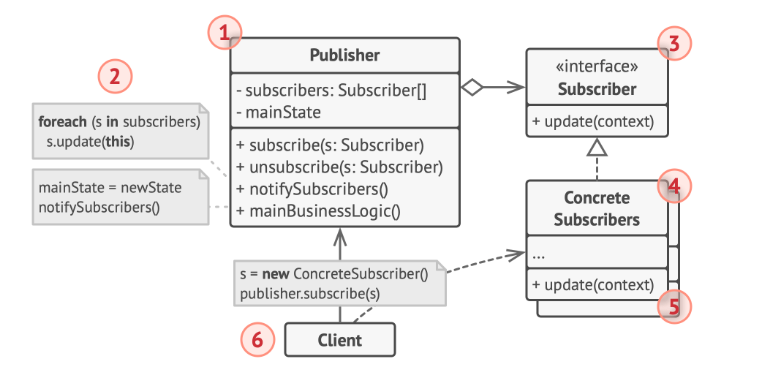 1
Publisher
- subscribers: Subscriber[]
- mainState
+ subscribe(s: Subscriber)
+ unsubscribe(s: Subscriber)
+ notifySubscribers()
+ mainBusinessLogic()
2
foreach (s in subscribers)
s.update(this)
mainState = newState
notifySubscribers()
3
«interface»
Subscriber
+ update(context)
4
Concrete
Subscribers
...
+ update(context)
5
s = new ConcreteSubscriber()
publisher.subscribe(s)
6
Client